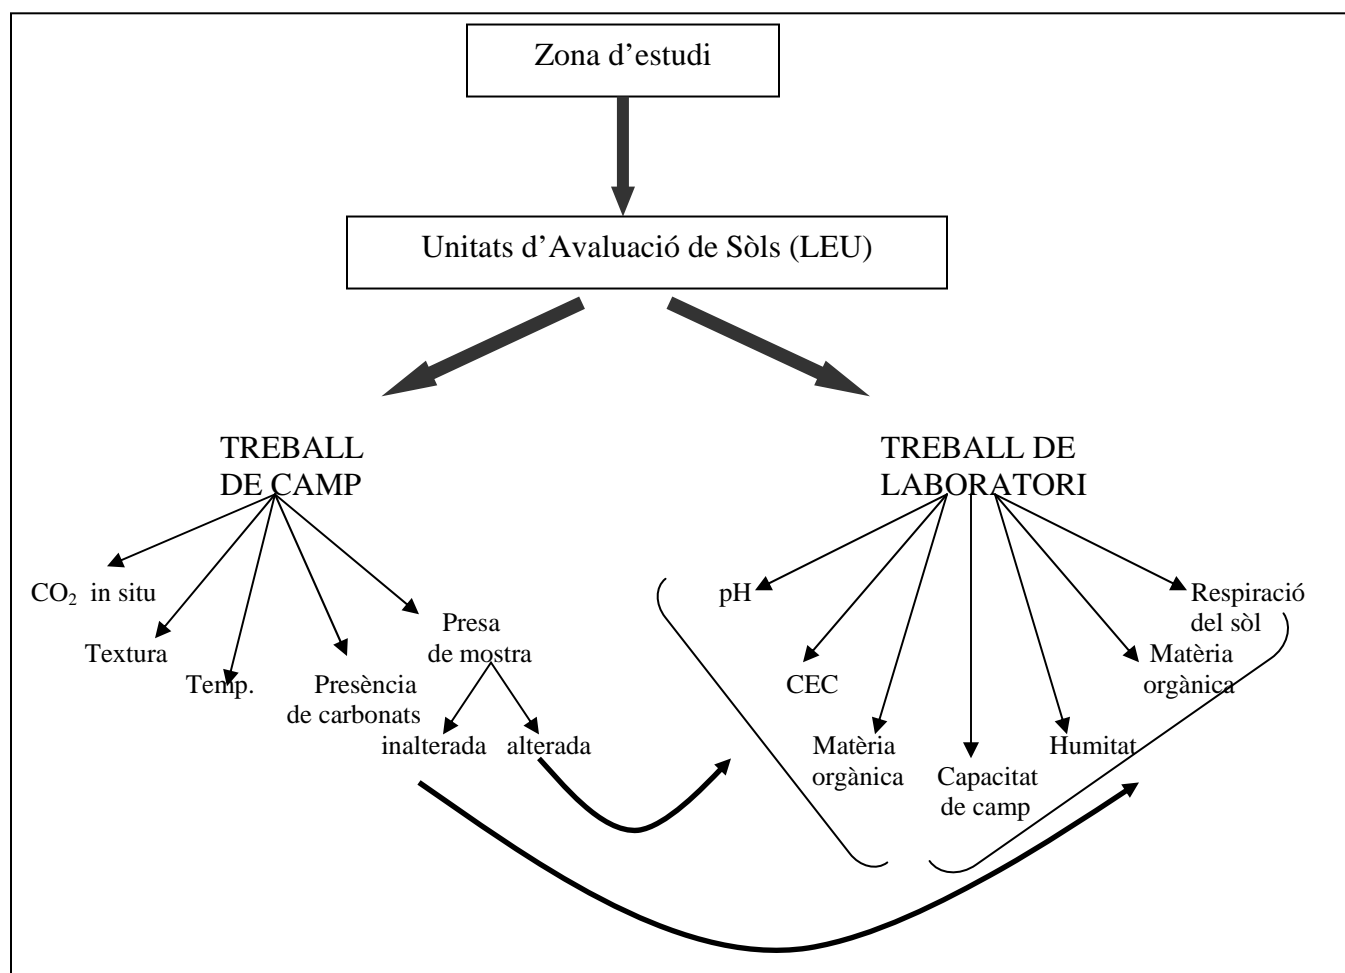 Zona d’estudi
Unitats d’Avaluació de Sòls (LEU)
TREBALL
DE CAMP
CO₂ in situ
Textura
Temp.
Presència
de carbonats
Presa
de mostra
inalterada
alterada
TREBALL DE
LABORATORI
pH
CEC
Matèria
orgànica
Capacitat
de camp
Humitat
Matèria
orgànica
Respiració
del sòl